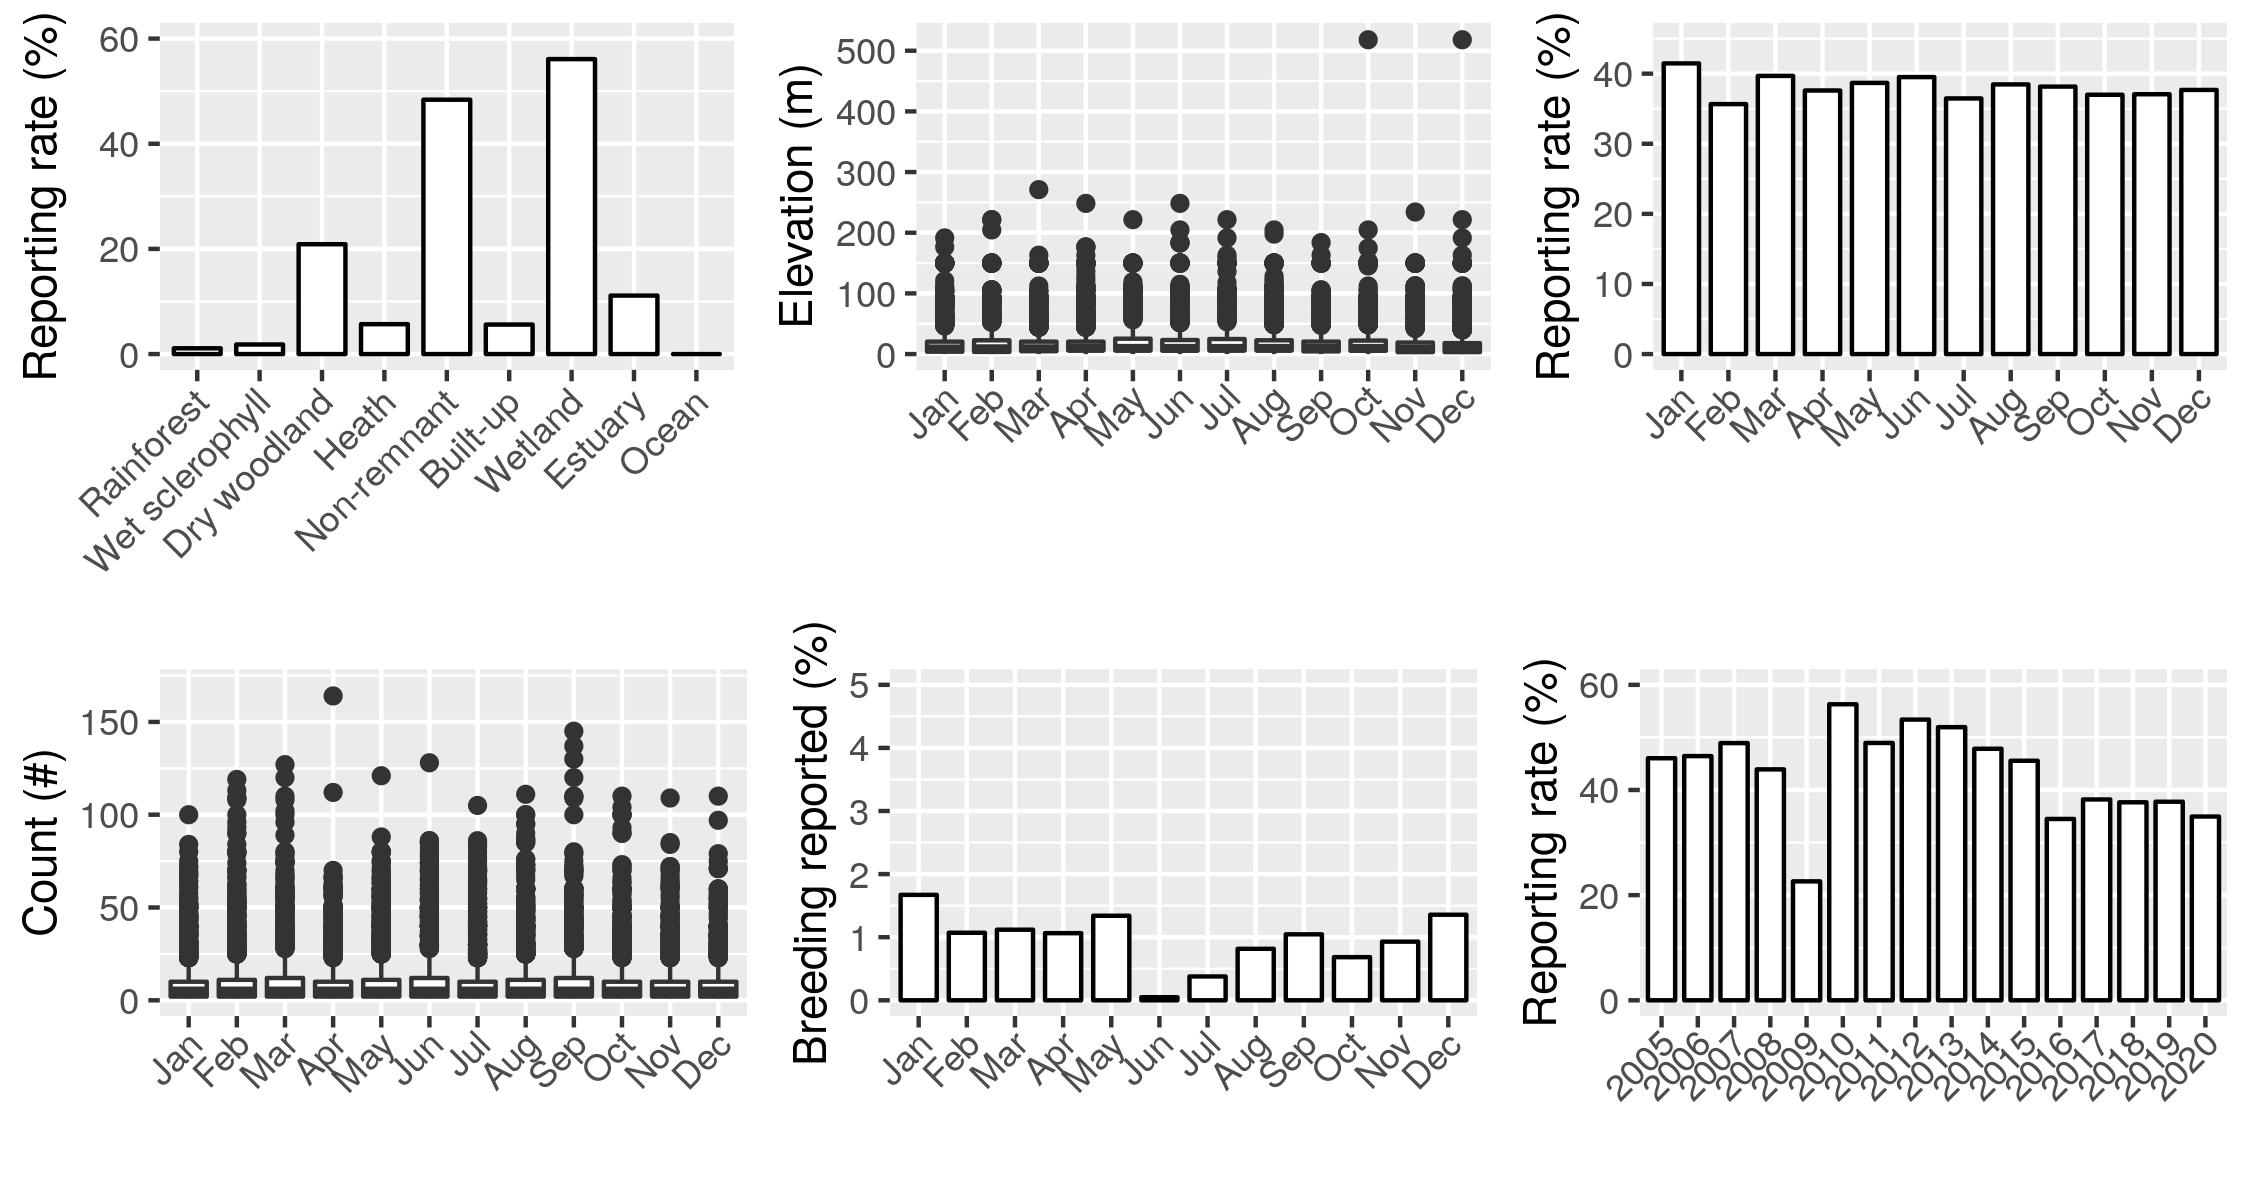 Reporting rate (%)
60
40
20
0
Rainforest
Wet sclerophyll
Dry woodland
Heath
Non-remnant
Built-up
Wetland
Estuary
Ocean
Elevation (m)
500
400
300
200
100
0
Jan
Feb
Mar
Apr
May
Jun
Jul
Aug
Sep
Oct
Nov
Dec
Reporting rate (%)
40
30
20
10
0
Jan
Feb
Mar
Apr
May
Jun
Jul
Aug
Sep
Oct
Nov
Dec
Count (#)
150
100
50
0
Jan
Feb
Mar
Apr
May
Jun
Jul
Aug
Sep
Oct
Nov
Dec
Breeding reported (%)
5
4
3
2
1
0
Jan
Feb
Mar
Apr
May
Jun
Jul
Aug
Sep
Oct
Nov
Dec
Reporting rate (%)
60
40
20
0
2005
2006
2007
2008
2009
2010
2011
2012
2013
2014
2015
2016
2017
2018
2019
2020